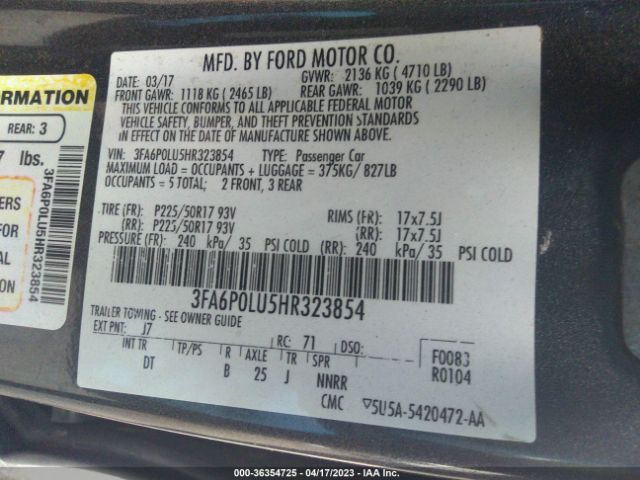 MFD. BY FORD MOTOR CO.
DATE: 03/17 GVWR: 2136 KG ( 4710 LB)
FRONT GAWR: 1118 KG ( 2465 LB) REAR GAWR: 1039 KG ( 2290 LB)
THIS VEHICLE CONFORMS TO ALL APPLICABLE FEDERAL MOTOR
VEHICLE SAFETY, BUMPER, AND THEFT PREVENTION STANDARDS
IN EFFECT ON THE DATE OF MANUFACTURE SHOWN ABOVE.
VIN: 3FA6P0LU5HR323854 TYPE: Passenger Car
MAXIMUM LOAD = OCCUPANTS + LUGGAGE = 375KG/ 827LB
OCCUPANTS = 5 TOTAL; 2 FRONT, 3 REAR
TIRE (FR): P225/50R17 93V RIMS (FR): 17x7.5J
(RR): P225/50R17 93V (RR): 17x7.5J
PRESSURE (FR): 240 kPa/ 35 PSI COLD (RR): 240 kPa/ 35 PSI COLD
3FA6P0LU5HR323854
TRAILER TOWING - SEE OWNER GUIDE
EXT PNT: J7 RC: 71 DSO: F0083
INT TR TP/PS R AXLE TR SPR R0104
DT B 25 J NNRR
CMC 5U5A-5420472-AA
ORMATION
REAR: 3
7 lbs.
3FA6P0LU5HR323854
ERS
FOR
AL
NS
000-36354725 - 04/17/2023 - IAA Inc.